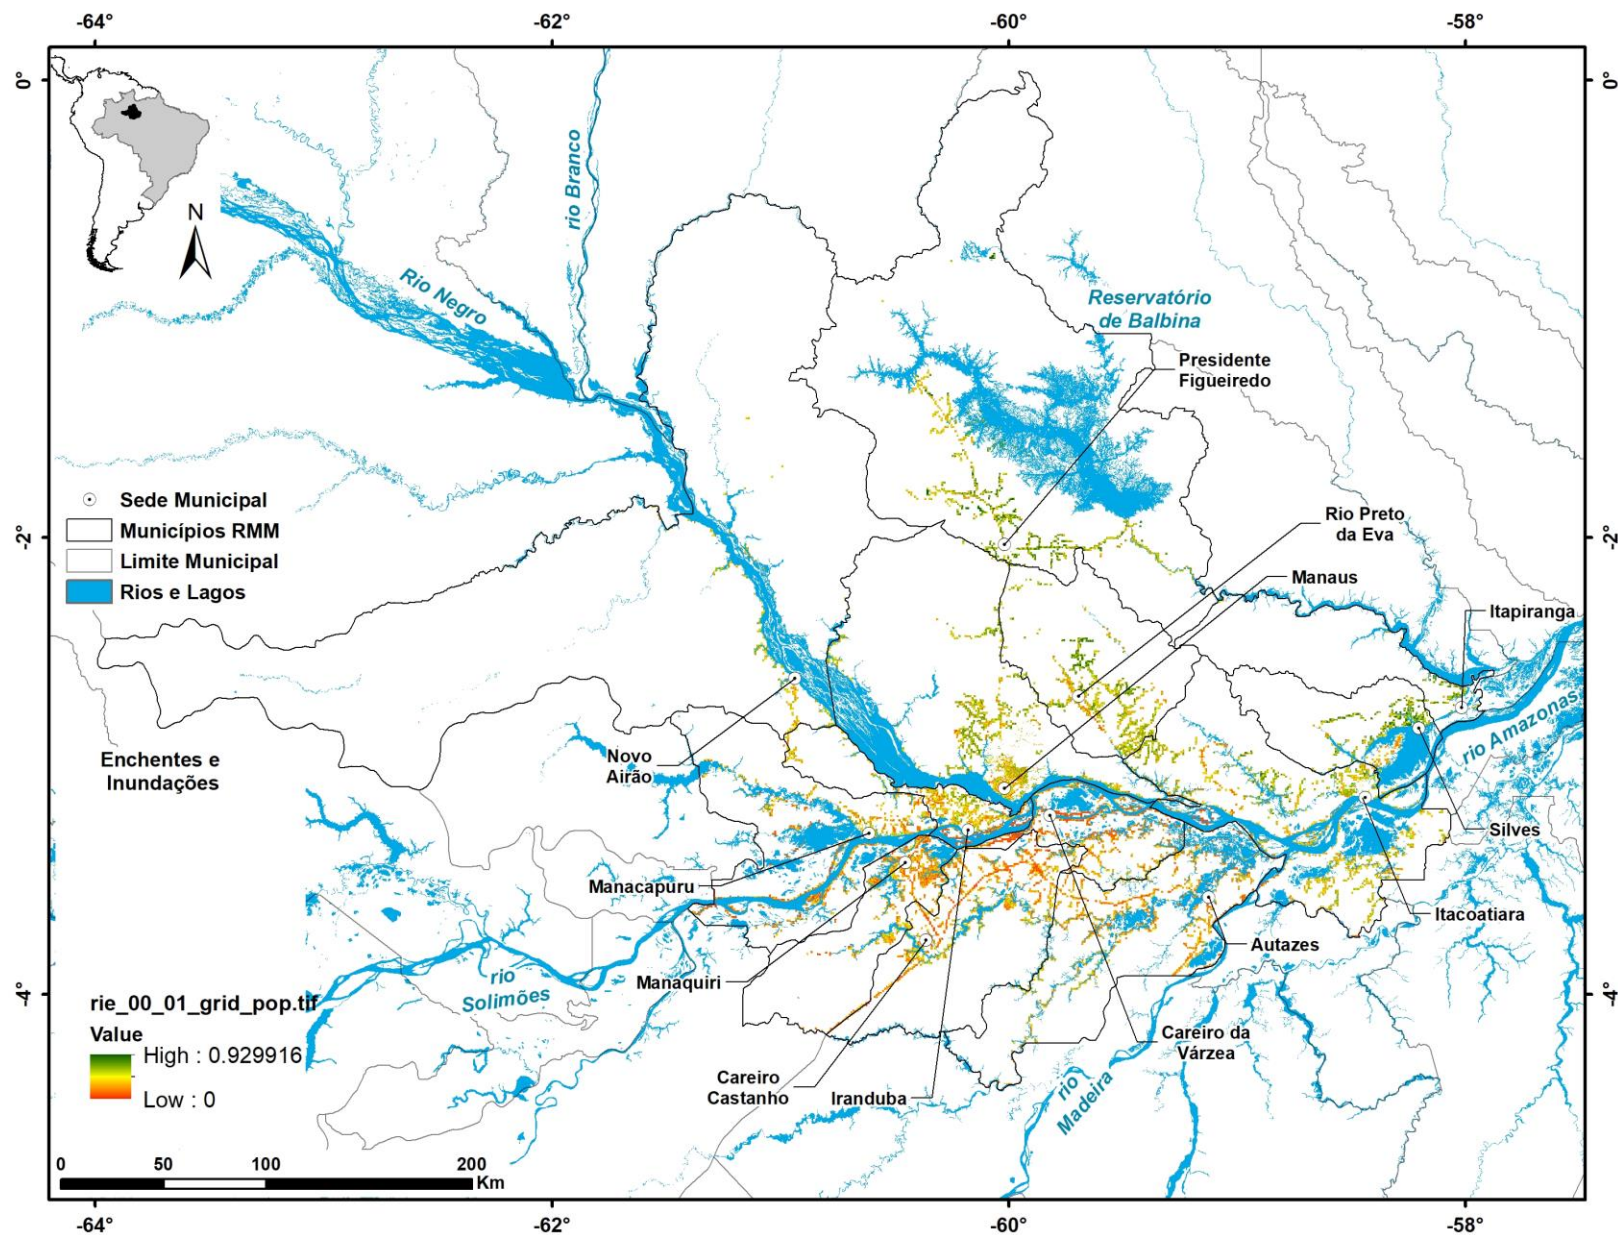 -64°
-62°
-60°
-58°
0°
0°
N
rio Branco
Rio Negro
Reservatório
de Balbina
Presidente
Figueiredo
Sede Municipal
Municípios RMM
Limite Municipal
Rios e Lagos
-2°
-2°
Rio Preto
da Eva
Manaus
Itapiranga
rio Amazonas
Enchentes e
Inundações
Novo
Airão
Silves
Manacapuru
Itacoatiara
Autazes
Manaquiri
rio
Solimões
-4°
-4°
rie_00_01_grid_pop.tif
Value
High : 0.929916
Low : 0
Careiro da
Várzea
Careiro
Castanho
Iranduba
rio
Madeira
0
50
100
200
Km
-64°
-62°
-60°
-58°